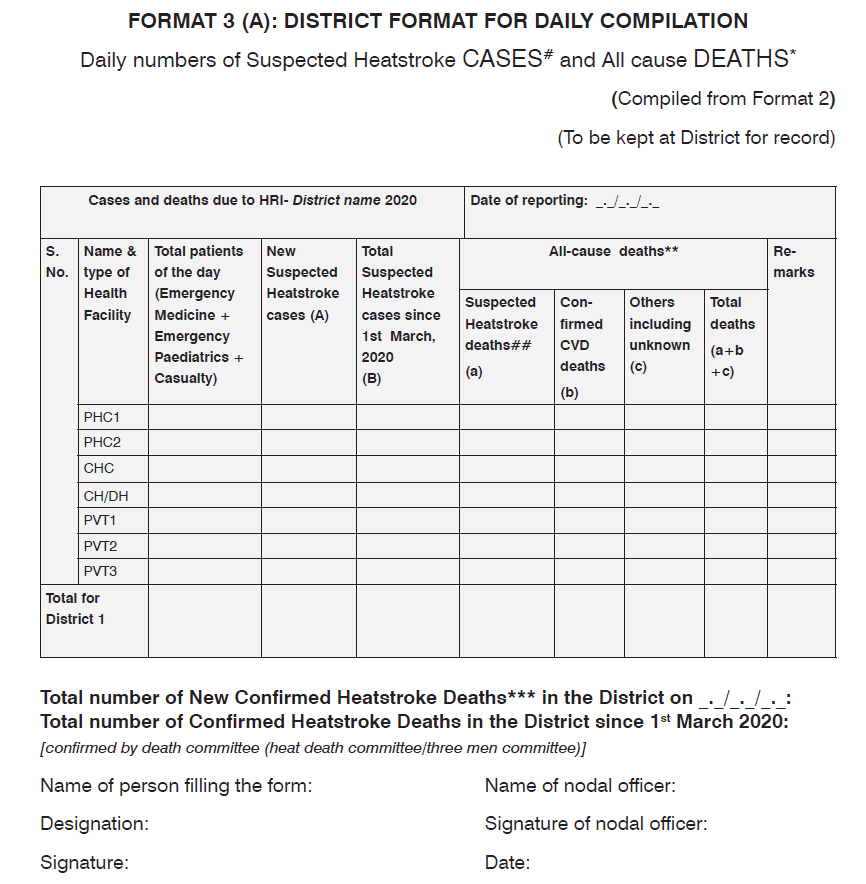 FORMAT 3 (A): DISTRICT FORMAT FOR DAILY COMPILATION
Daily numbers of Suspected Heatstroke CASES# and All cause DEATHS*
(Compiled from Format 2)
(To be kept at District for record)
Cases and deaths due to HRI- District name 2020
Date of reporting: _._/_._/_._
S. No.
Name & type of Health Facility
Total patients of the day (Emergency Medicine + Emergency Paediatrics + Casualty)
New Suspected Heatstroke cases (A)
Total Suspected Heatstroke cases since 1st March, 2020 (B)
All-cause deaths**
Re-marks
Suspected Heatstroke deaths## (a)
Con-firmed CVD deaths (b)
Others including unknown (c)
Total deaths (a+b +c)
PHC1
PHC2
CHC
CH/DH
PVT1
PVT2
PVT3
Total for District 1
Total number of New Confirmed Heatstroke Deaths*** in the District on _._/_._/_._:
Total number of Confirmed Heatstroke Deaths in the District since 1st March 2020:
[confirmed by death committee (heat death committee/three men committee)]
Name of person filling the form:
Name of nodal officer:
Designation:
Signature of nodal officer:
Signature:
Date: